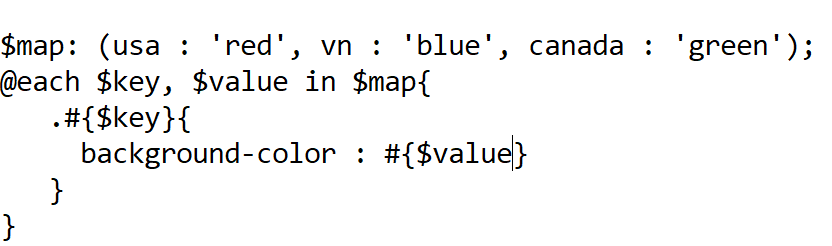 $map: (usa : 'red', vn : 'blue', canada : 'green');
@each $key, $value in $map{
   .#{$key}{
     background-color : #{$value}
   }
}